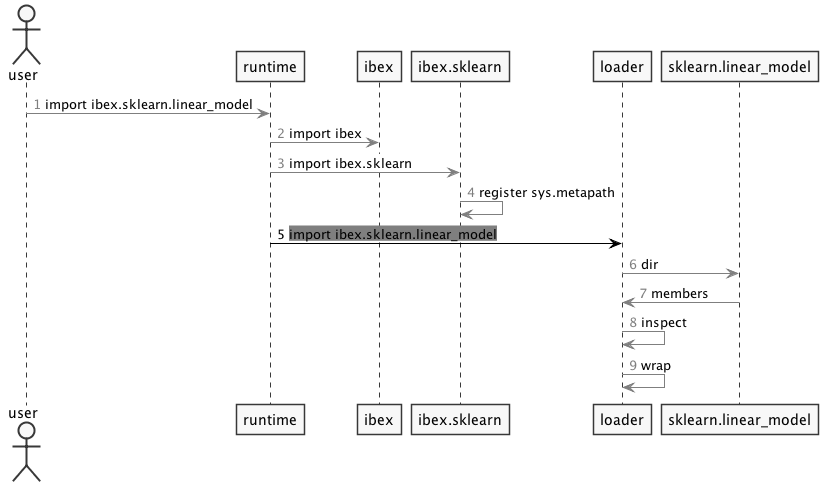 user
runtime
ibex
ibex.sklearn
loader
sklearn.linear_model
1 import ibex.sklearn.linear_model
2 import ibex
3 import ibex.sklearn
4 register sys.metapath
5 import ibex.sklearn.linear_model
6 dir
7 members
8 inspect
9 wrap
user
runtime
ibex
ibex.sklearn
loader
sklearn.linear_model